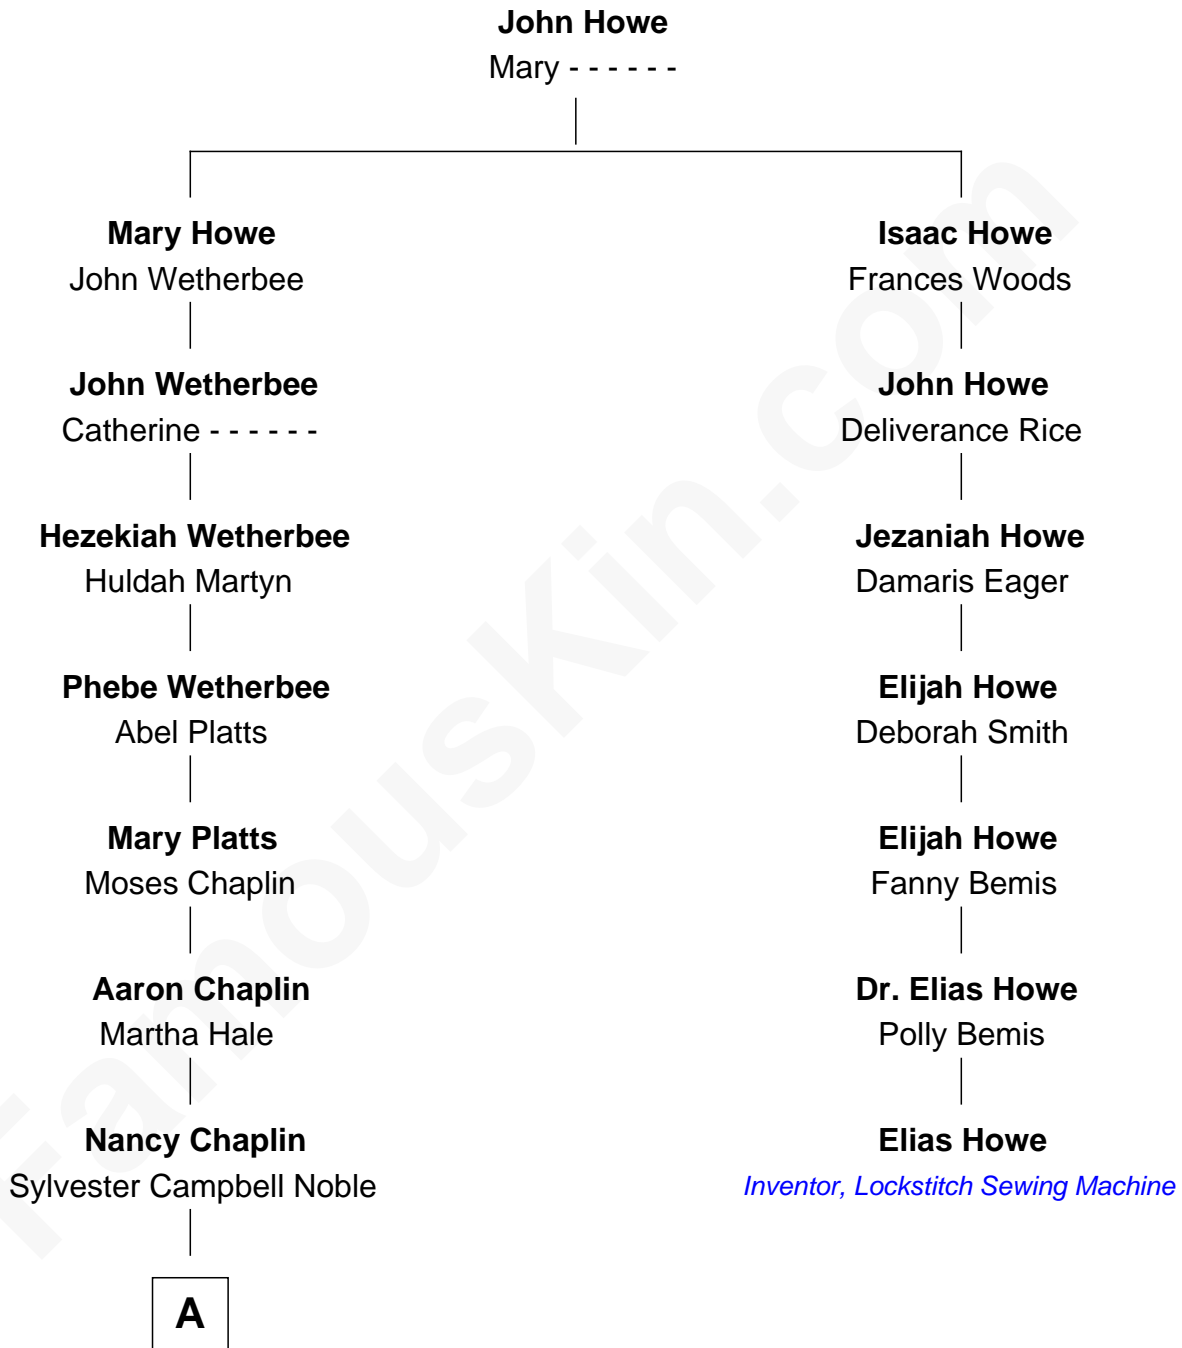 John Howe
Mary - - - - - -
Mary Howe
John Wetherbee
Isaac Howe
Frances Woods
John Wetherbee
Catherine - - - - - -
John Howe
Deliverance Rice
Hezekiah Wetherbee
Huldah Martyn
Jezaniah Howe
Damaris Eager
Phebe Wetherbee
Abel Platts
Elijah Howe
Deborah Smith
Mary Platts
Moses Chaplin
Elijah Howe
Fanny Bemis
Aaron Chaplin
Martha Hale
Dr. Elias Howe
Polly Bemis
Nancy Chaplin
Sylvester Campbell Noble
Elias Howe
Inventor, Lockstitch Sewing Machine
A
FamousKin.com